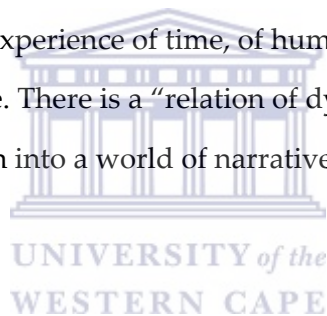 xperience of time, of hum
e. There is a “relation of dy
n into a world of narrative
UNIVERSITY of the
WESTERN CAPE